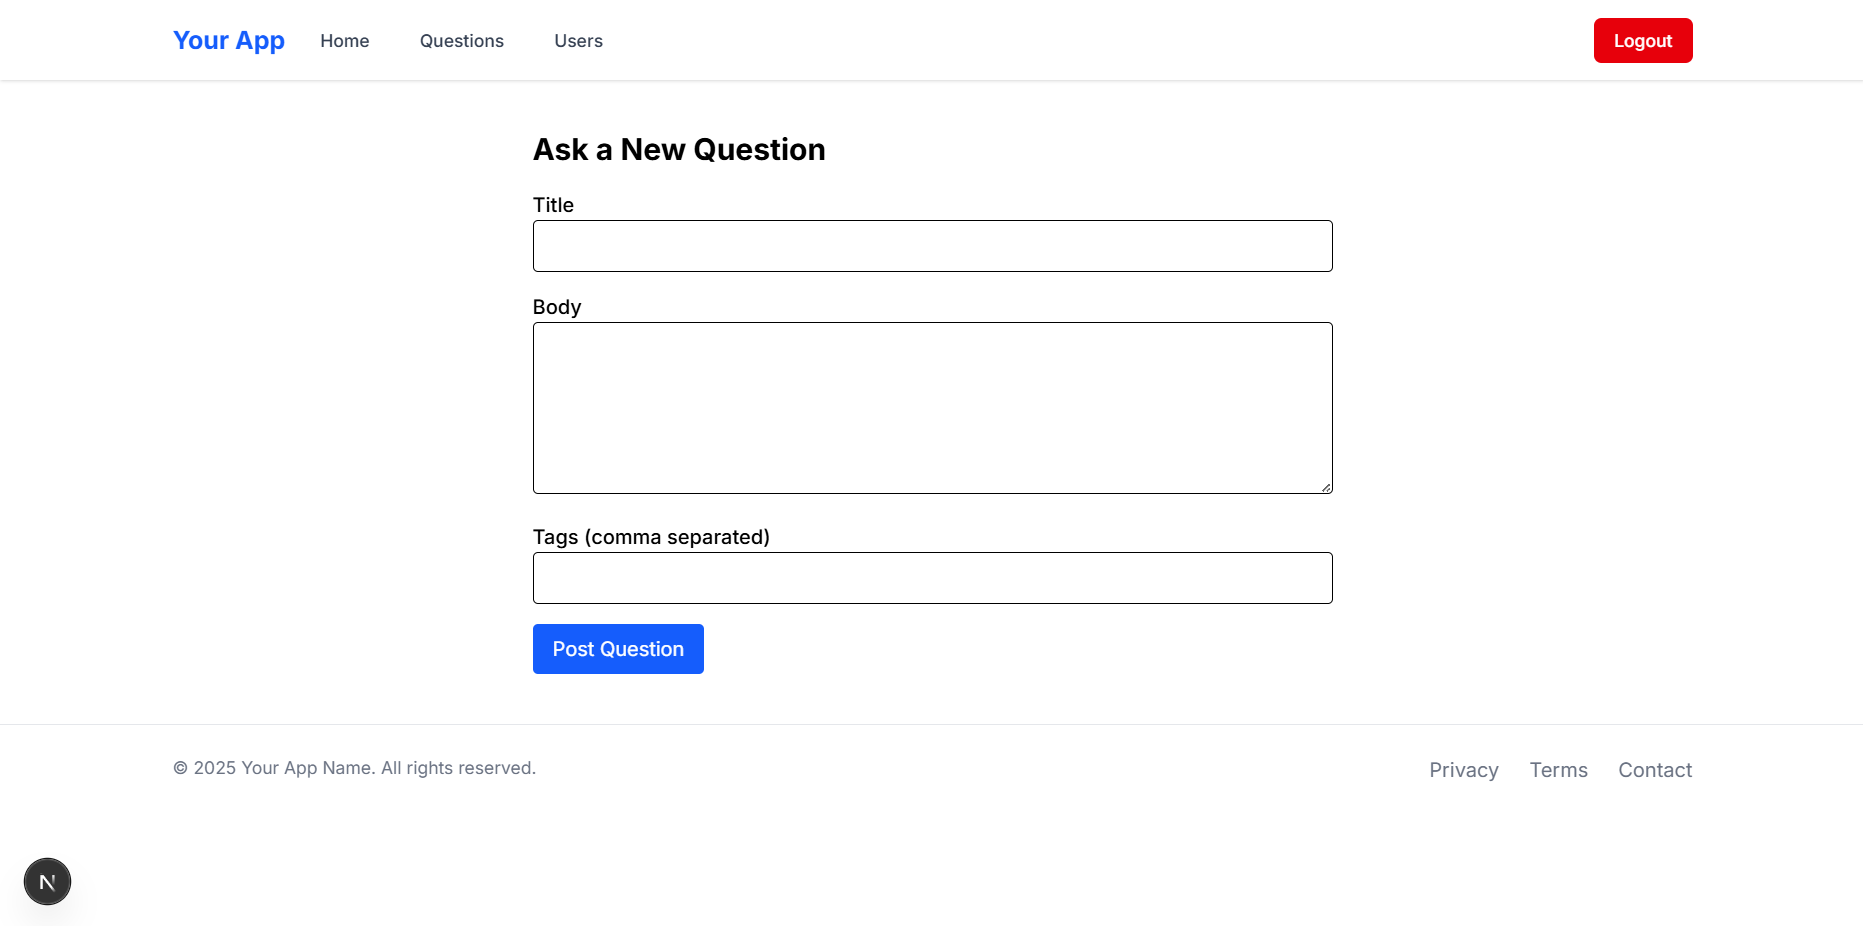 Your App Home Questions Users Logout
Ask a New Question
Title
Body
Tags (comma separated)
Post Question
© 2025 Your App Name. All rights reserved. Privacy Terms Contact
N